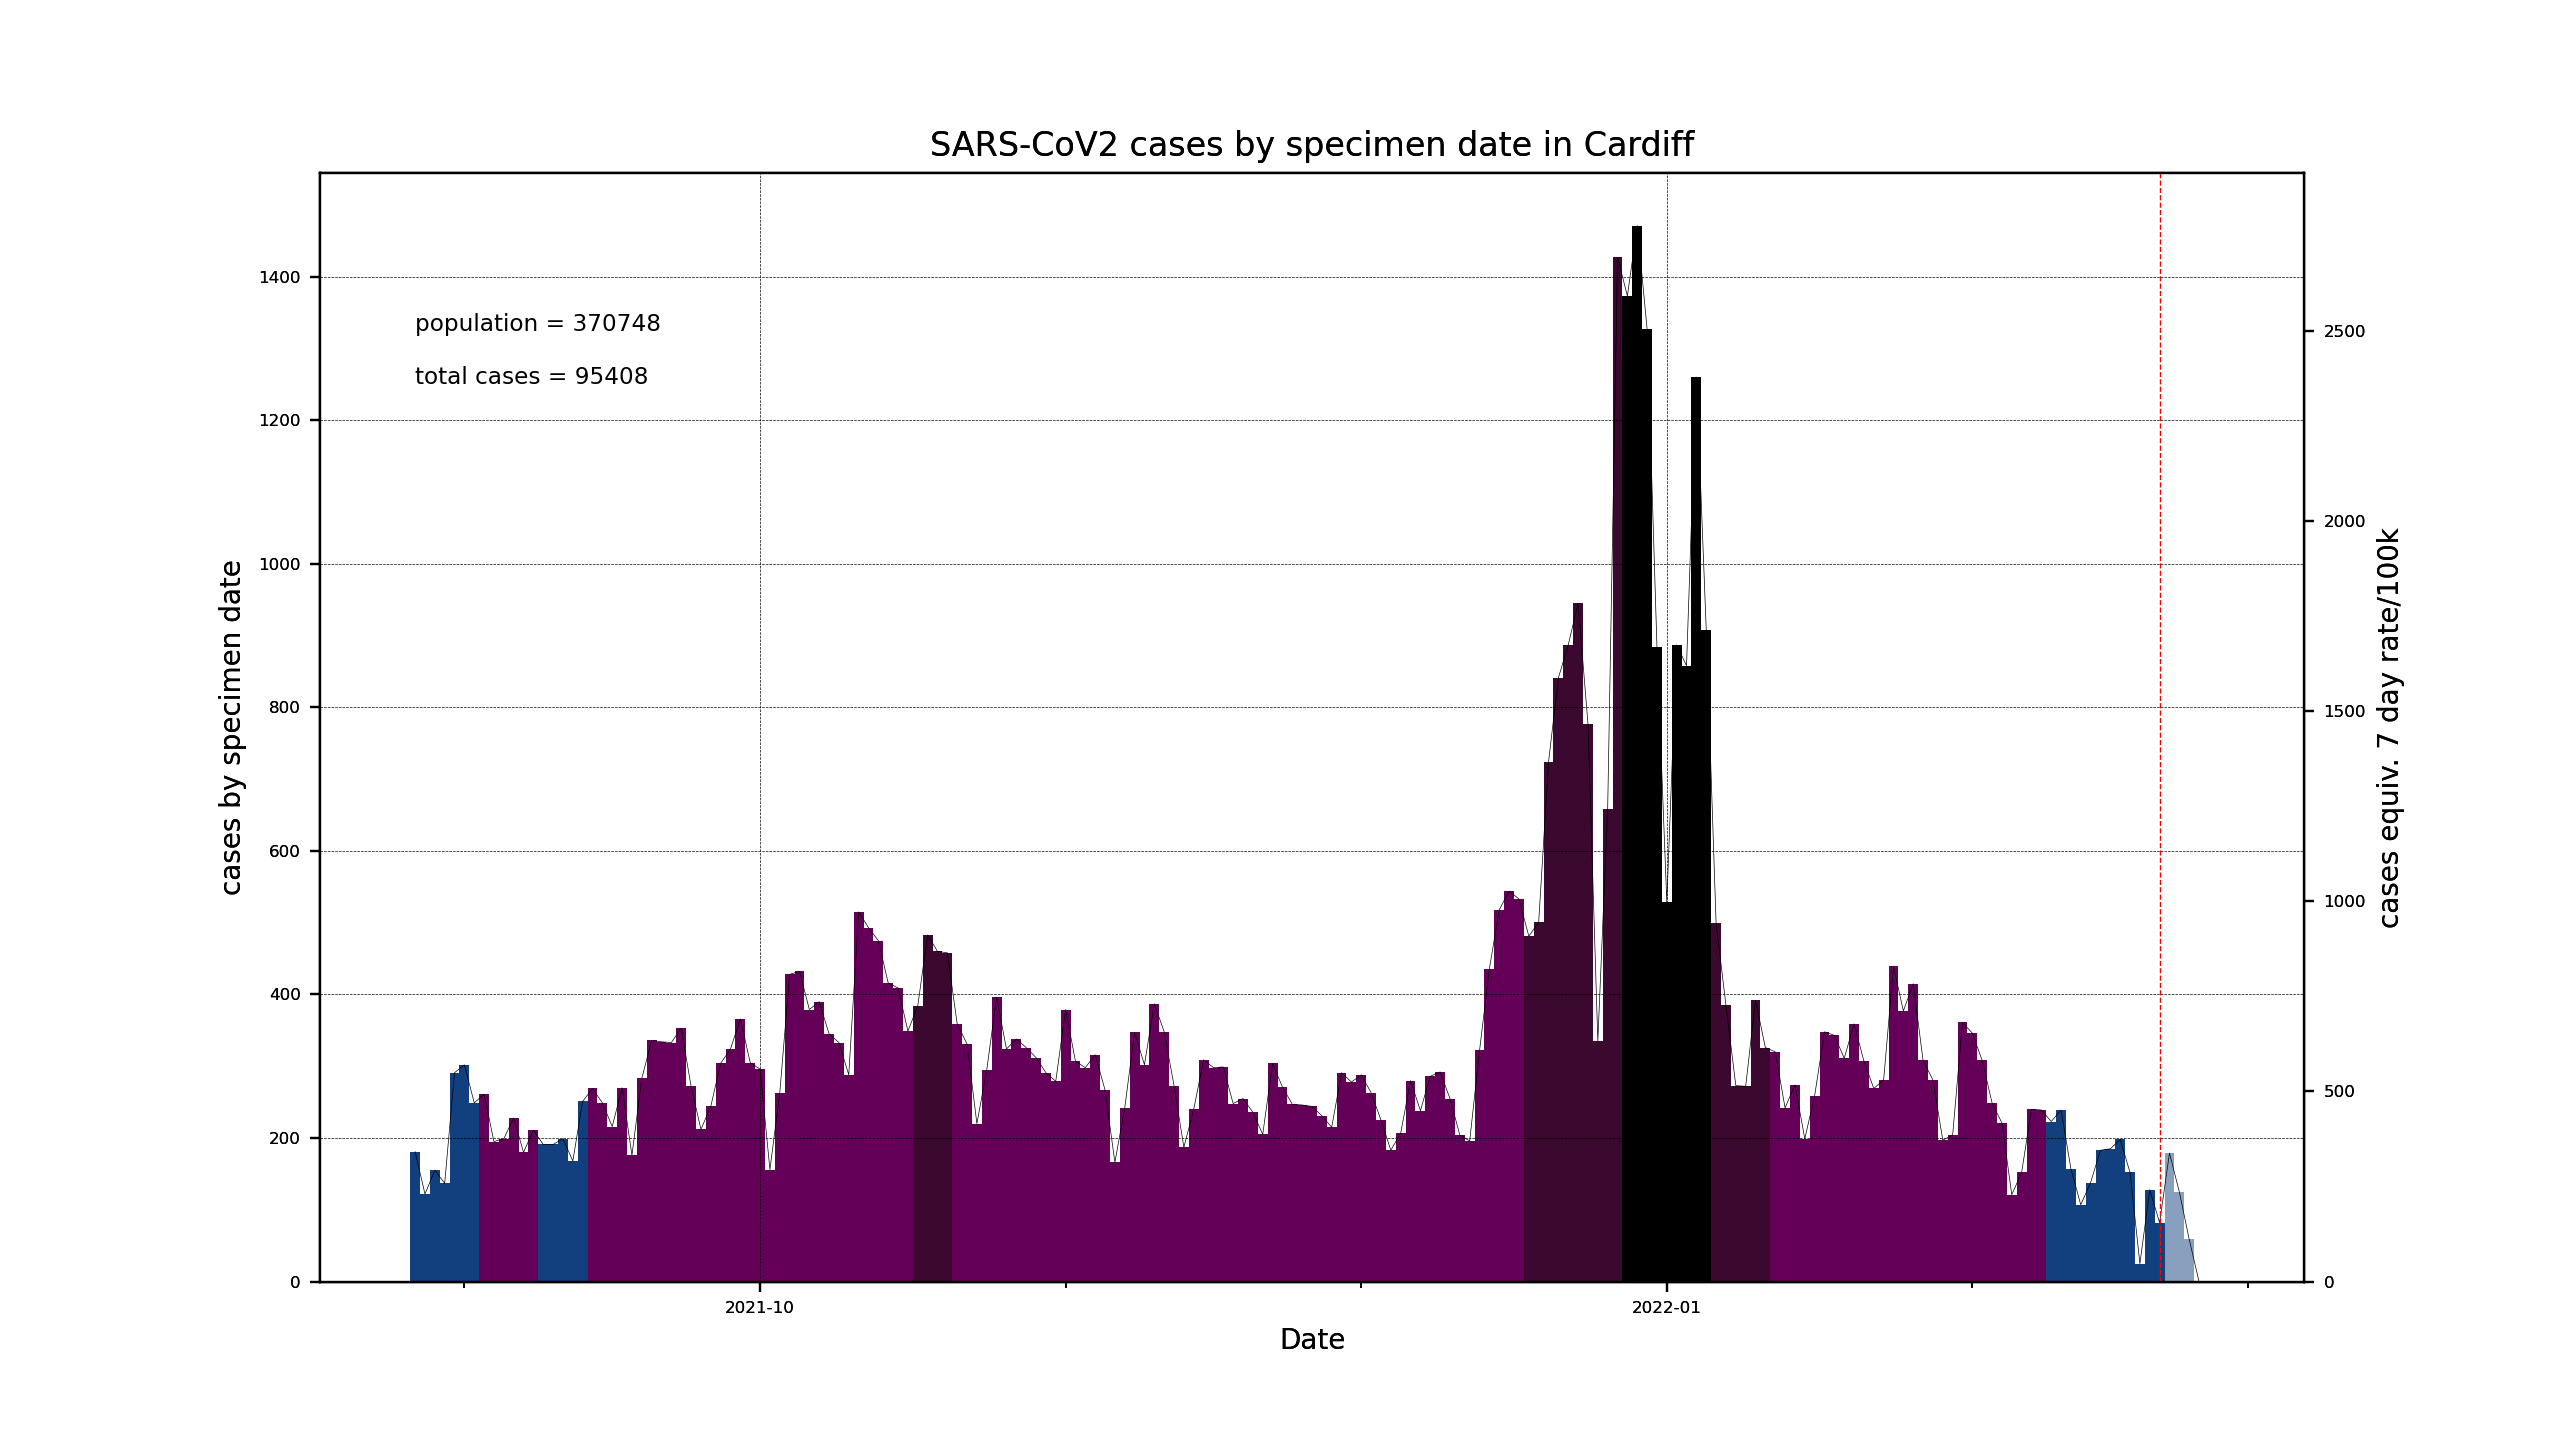 SARS-CoV2 cases by specimen date in Cardiff
population = 370748
total cases = 95408
cases by specimen date
1400
1200
1000
800
600
400
200
0
2500
2000
1500
1000
500
0
cases equiv. 7 day rate/100k
2021-10
2022-01
Date